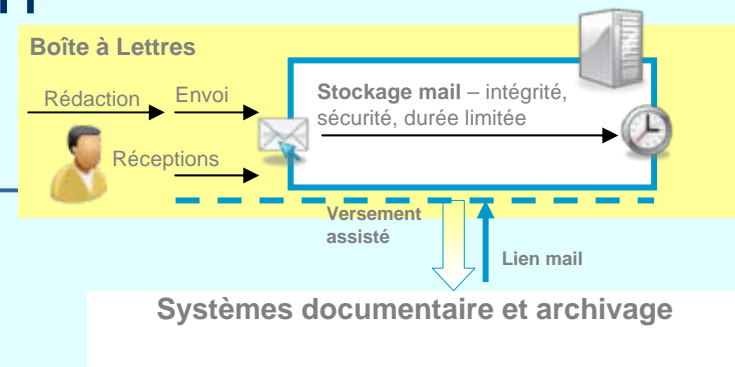 Boîte à Lettres
Rédaction
Envoi
Stockage mail – intégrité,
sécurité, durée limitée
Réceptions
Versement
assisté
Lien mail
Systèmes documentaire et archivage